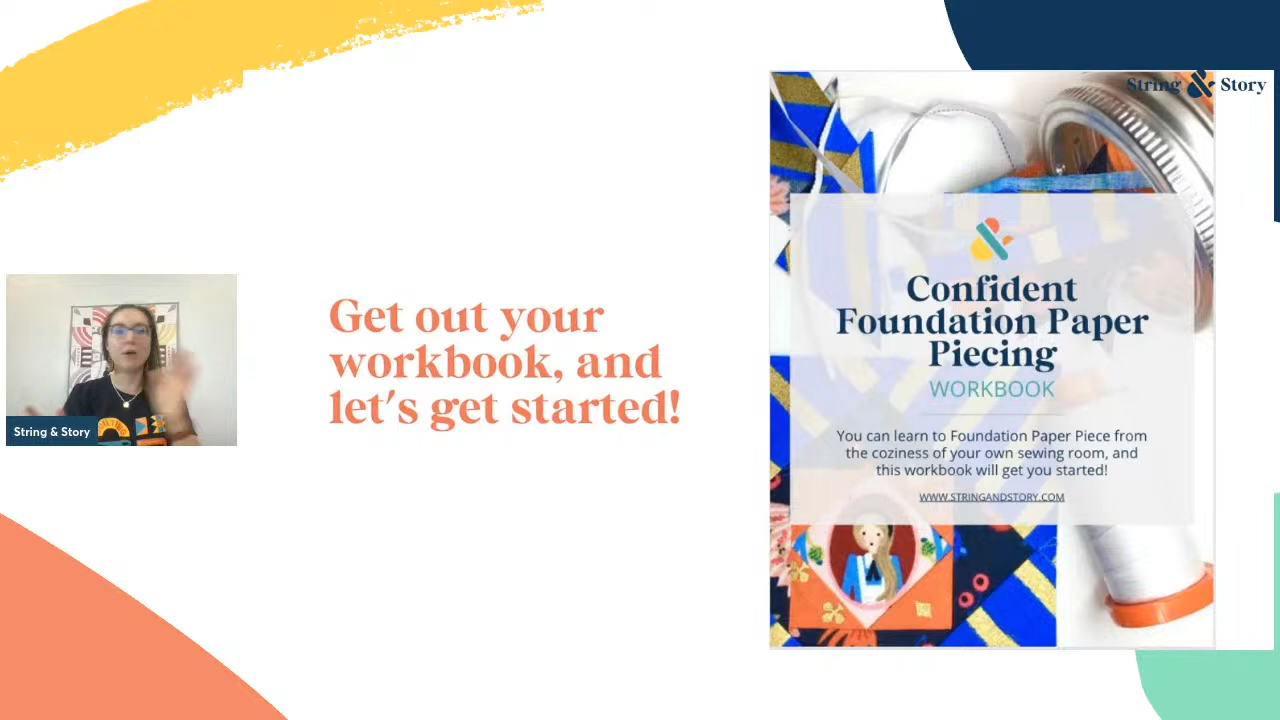 String & Story
Get out your
workbook, and
let's get started!
String & Story
Confident
Foundation Paper
Piecing
WORKBOOK
You can learn to Foundation Paper Piece from
the coziness of your own sewing room, and
this workbook will get you started!
WWW.STRINGANDSTORY.COM